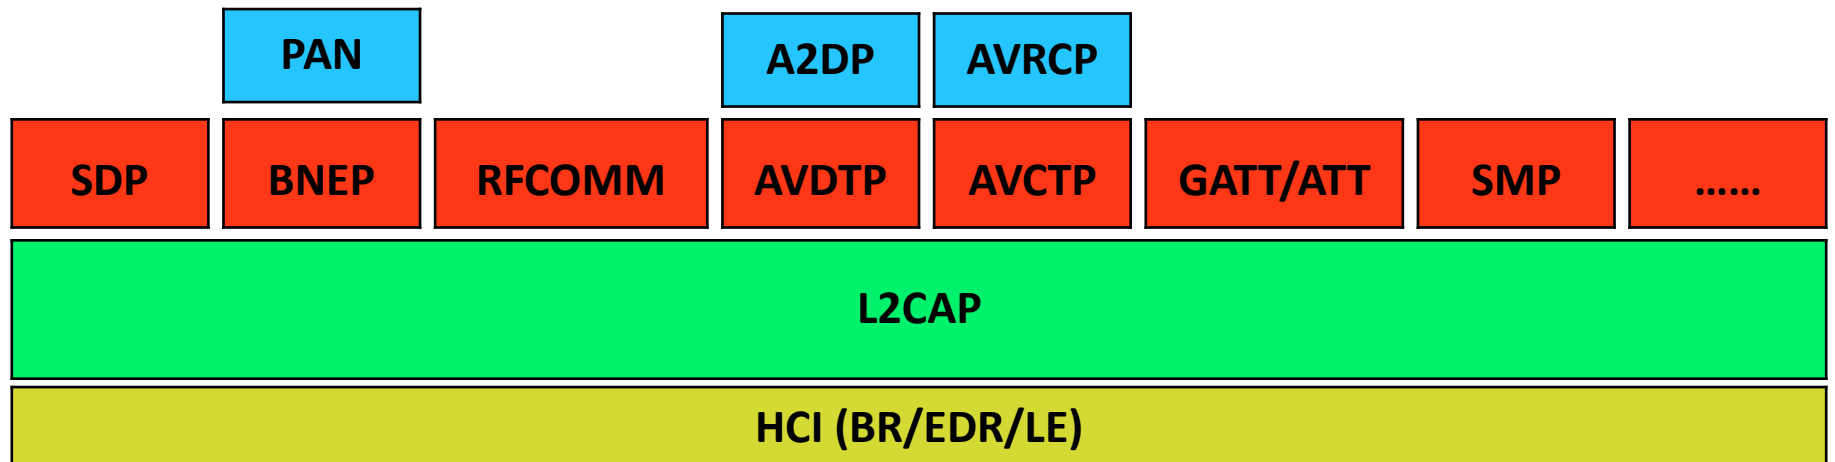 PAN
A2DP
AVRCP
SDP
BNEP
RFCOMM
AVDTP
AVCTP
GATT/ATT
SMP
......
L2CAP
HCI (BR/EDR/LE)